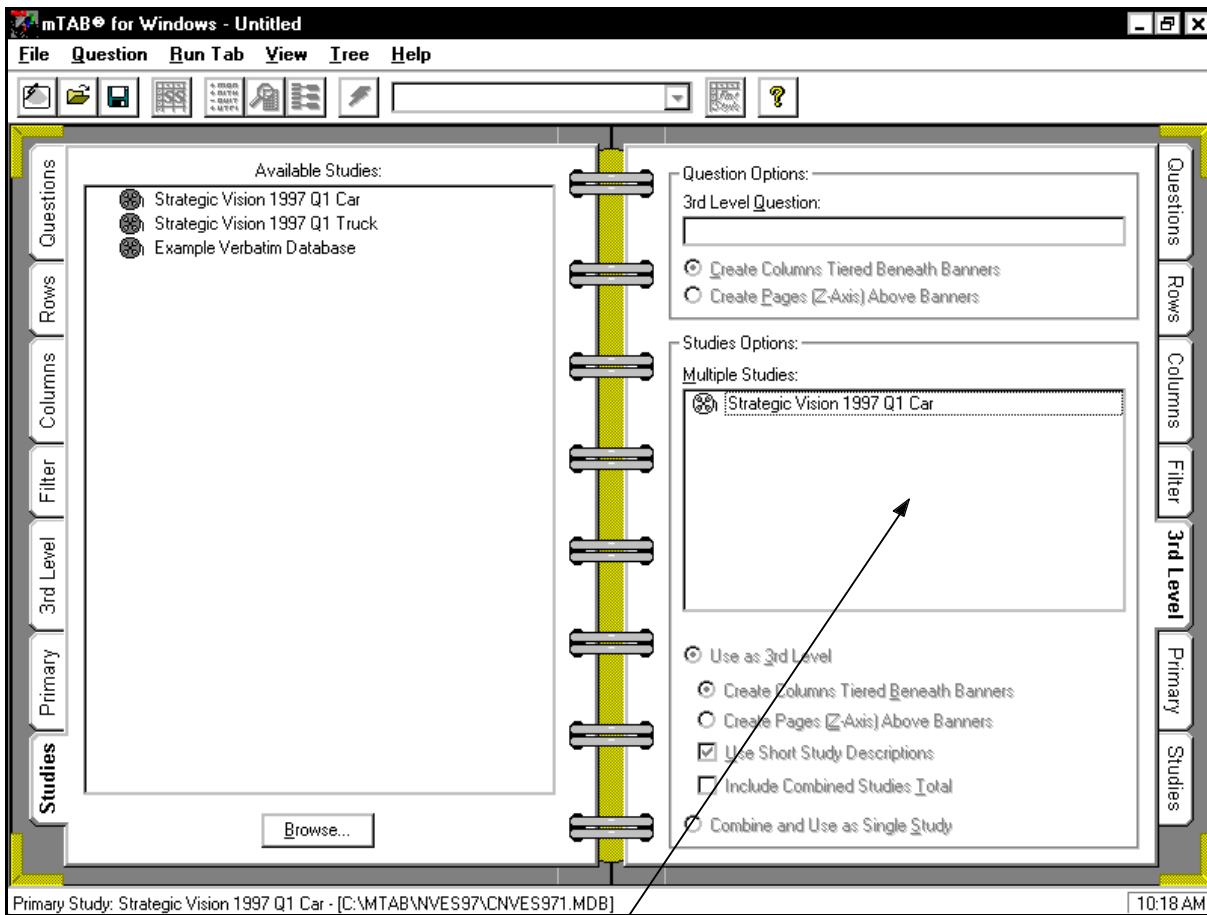 mTAB® for Windows - Untitled
File Question Run Tab View Tree Help
Questions
Rows
Columns
Filter
3rd Level
Primary
Studies
Available Studies:
Strategic Vision 1997 Q1 Car
Strategic Vision 1997 Q1 Truck
Example Verbatim Database
Browse...
Question Options:
3rd Level Question:
Create Columns Tiered Beneath Banners
Create Pages (Z-Axis) Above Banners
Studies Options:
Multiple Studies:
Strategic Vision 1997 Q1 Car
Use as 3rd Level
Create Columns Tiered Beneath Banners
Create Pages (Z-Axis) Above Banners
Use Short Study Descriptions
Include Combined Studies Total
Combine and Use as Single Study
Questions
Rows
Columns
Filter
3rd Level
Primary
Studies
Primary Study: Strategic Vision 1997 Q1 Car - [C:\MTAB\NVES97\CNVES971.MDB]
10:18 AM